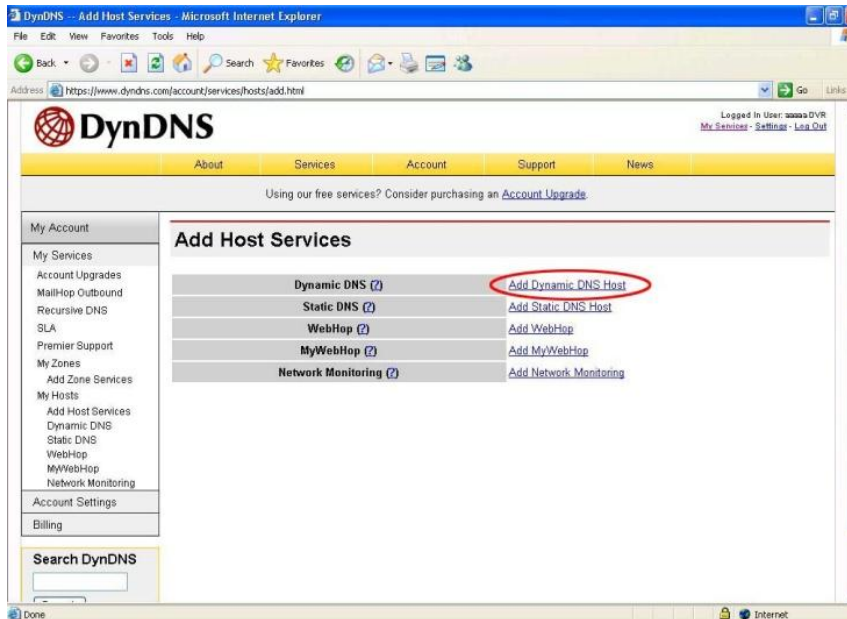 DynDNS -- Add Host Services - Microsoft Internet Explorer
File Edit View Favorites Tools Help
Back Search Favorites
Address https://www.dyndns.com/account/services/hosts/add.html Go Links
DynDNS
Logged In User: aaaaaDVR
My Services - Settings - Log Out
About Services Account Support News
Using our free services? Consider purchasing an Account Upgrade.
My Account
My Services
Account Upgrades
MailHop Outbound
Recursive DNS
SLA
Premier Support
My Zones
Add Zone Services
My Hosts
Add Host Services
Dynamic DNS
Static DNS
WebHop
MyWebHop
Network Monitoring
Account Settings
Billing
Search DynDNS
Add Host Services
Dynamic DNS (?) Add Dynamic DNS Host
Static DNS (?) Add Static DNS Host
WebHop (?) Add WebHop
MyWebHop (?) Add MyWebHop
Network Monitoring (?) Add Network Monitoring
Done Internet